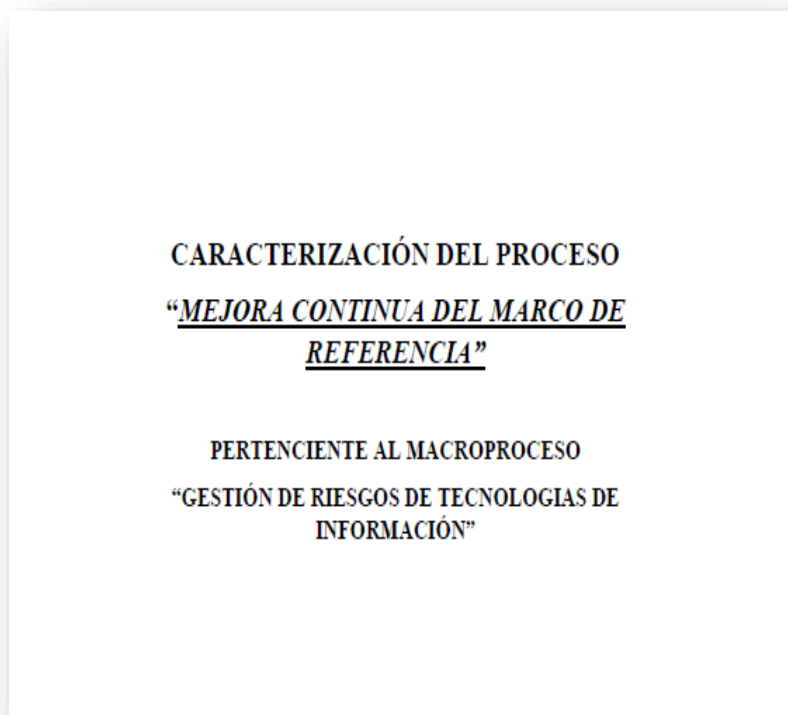 CARACTERIZACIÓN DEL PROCESO
“MEJORA CONTINUA DEL MARCO DE
REFERENCIA”
PERTENCIENTE AL MACROPROCESO
“GESTIÓN DE RIESGOS DE TECNOLOGIAS DE
INFORMACIÓN”